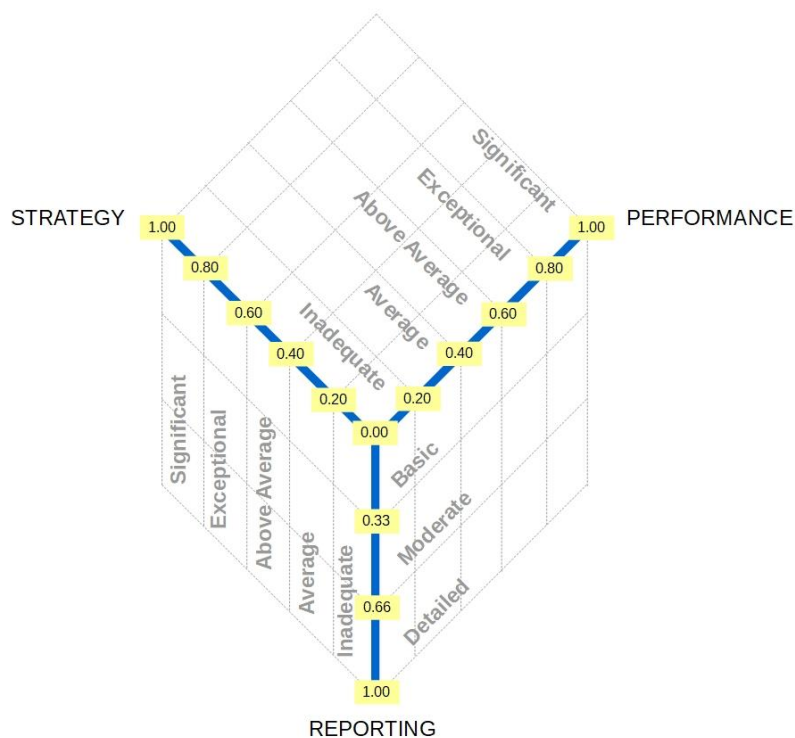 Significant
Exceptional
Above Average
Average
Inadequate
STRATEGY
PERFORMANCE
1.00
0.80
0.60
0.40
0.20
1.00
0.80
0.60
0.40
0.20
0.00
Significant
Exceptional
Above Average
Average
Inadequate
Basic
Moderate
Detailed
0.33
0.66
1.00
REPORTING